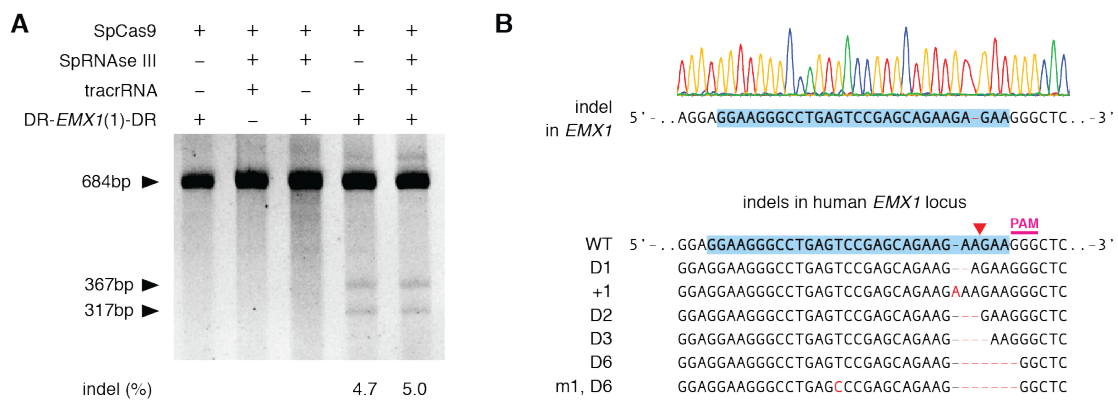 A
SpCas9 + + + + +
SpRNAse III – + + – +
tracrRNA – + – + +
DR-EMX1(1)-DR + – + + +
684bp
367bp
317bp
indel (%) 4.7 5.0
B
indel
in EMX1 5'-..AGGAGGAAGGGCCTGAGTCCGAGCAGAAGA-GAAGGGCTC..-3'
indels in human EMX1 locus
PAM
WT 5'-..GGAGGAAGGGCCTGAGTCCGAGCAGAAG-AAGAAGGGCTC..-3'
D1 GGAGGAAGGGCCTGAGTCCGAGCAGAAG--AGAAGGGCTC
+1 GGAGGAAGGGCCTGAGTCCGAGCAGAAGAAAGAAGGGCTC
D2 GGAGGAAGGGCCTGAGTCCGAGCAGAAG---GAAGGGCTC
D3 GGAGGAAGGGCCTGAGTCCGAGCAGAAG----AAGGGCTC
D6 GGAGGAAGGGCCTGAGTCCGAGCAGAAG-------GGCTC
m1, D6 GGAGGAAGGGCCTGAGCCCGAGCAGAAG-------GGCTC